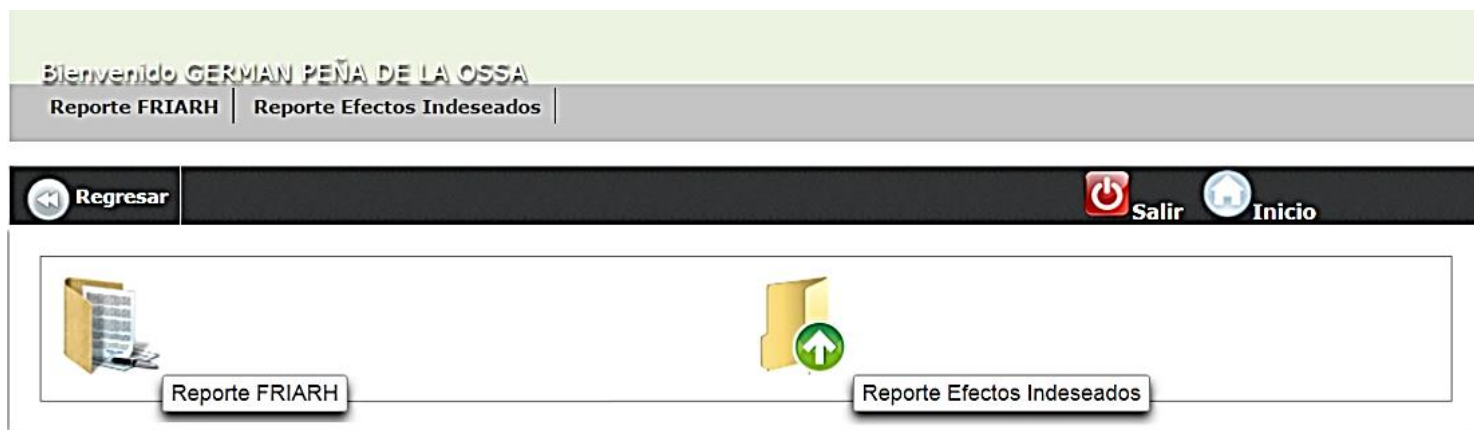 Bienvenido GERMAN PEÑA DE LA OSSA
Reporte FRIARH Reporte Efectos Indeseados
Regresar Salir Inicio
Reporte FRIARH Reporte Efectos Indeseados